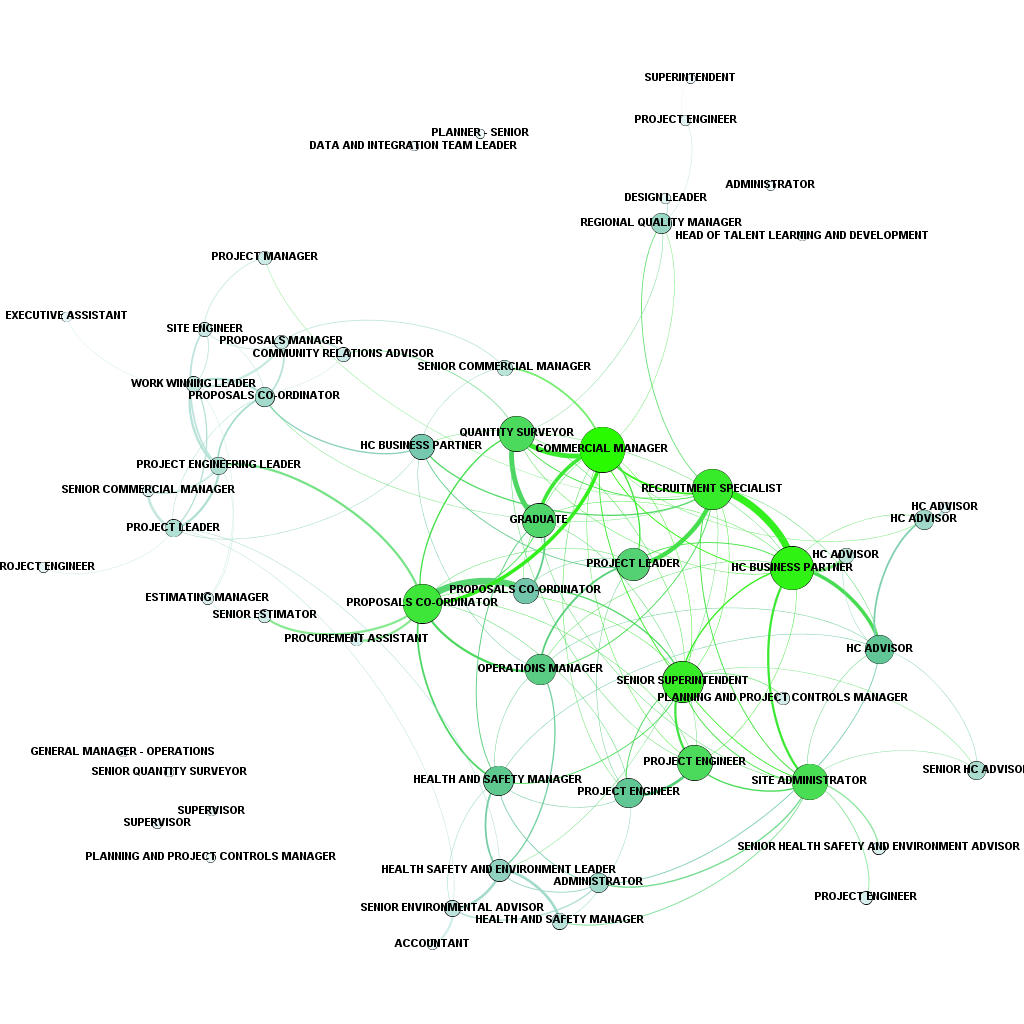 SUPERINTENDENT
PROJECT ENGINEER
PLANNER - SENIOR
DATA AND INTEGRATION TEAM LEADER
ADMINISTRATOR
DESIGN LEADER
REGIONAL QUALITY MANAGER
HEAD OF TALENT LEARNING AND DEVELOPMENT
PROJECT MANAGER
EXECUTIVE ASSISTANT
SITE ENGINEER
PROPOSALS MANAGER
COMMUNITY RELATIONS ADVISOR
SENIOR COMMERCIAL MANAGER
WORK WINNING LEADER
PROPOSALS CO-ORDINATOR
QUANTITY SURVEYOR
HC BUSINESS PARTNER
COMMERCIAL MANAGER
PROJECT ENGINEERING LEADER
SENIOR COMMERCIAL MANAGER
RECRUITMENT SPECIALIST
HC ADVISOR
HC ADVISOR
GRADUATE
PROJECT LEADER
HC ADVISOR
PROJECT LEADER
HC BUSINESS PARTNER
ROJECT ENGINEER
PROPOSALS CO-ORDINATOR
ESTIMATING MANAGER
PROPOSALS CO-ORDINATOR
SENIOR ESTIMATOR
PROCUREMENT ASSISTANT
HC ADVISOR
OPERATIONS MANAGER
SENIOR SUPERINTENDENT
PLANNING AND PROJECT CONTROLS MANAGER
GENERAL MANAGER - OPERATIONS
SENIOR QUANTITY SURVEYOR
PROJECT ENGINEER
SENIOR HC ADVISOR
HEALTH AND SAFETY MANAGER
SITE ADMINISTRATOR
PROJECT ENGINEER
SUPERVISOR
SUPERVISOR
SENIOR HEALTH SAFETY AND ENVIRONMENT ADVISOR
PLANNING AND PROJECT CONTROLS MANAGER
HEALTH SAFETY AND ENVIRONMENT LEADER
ADMINISTRATOR
PROJECT ENGINEER
SENIOR ENVIRONMENTAL ADVISOR
HEALTH AND SAFETY MANAGER
ACCOUNTANT